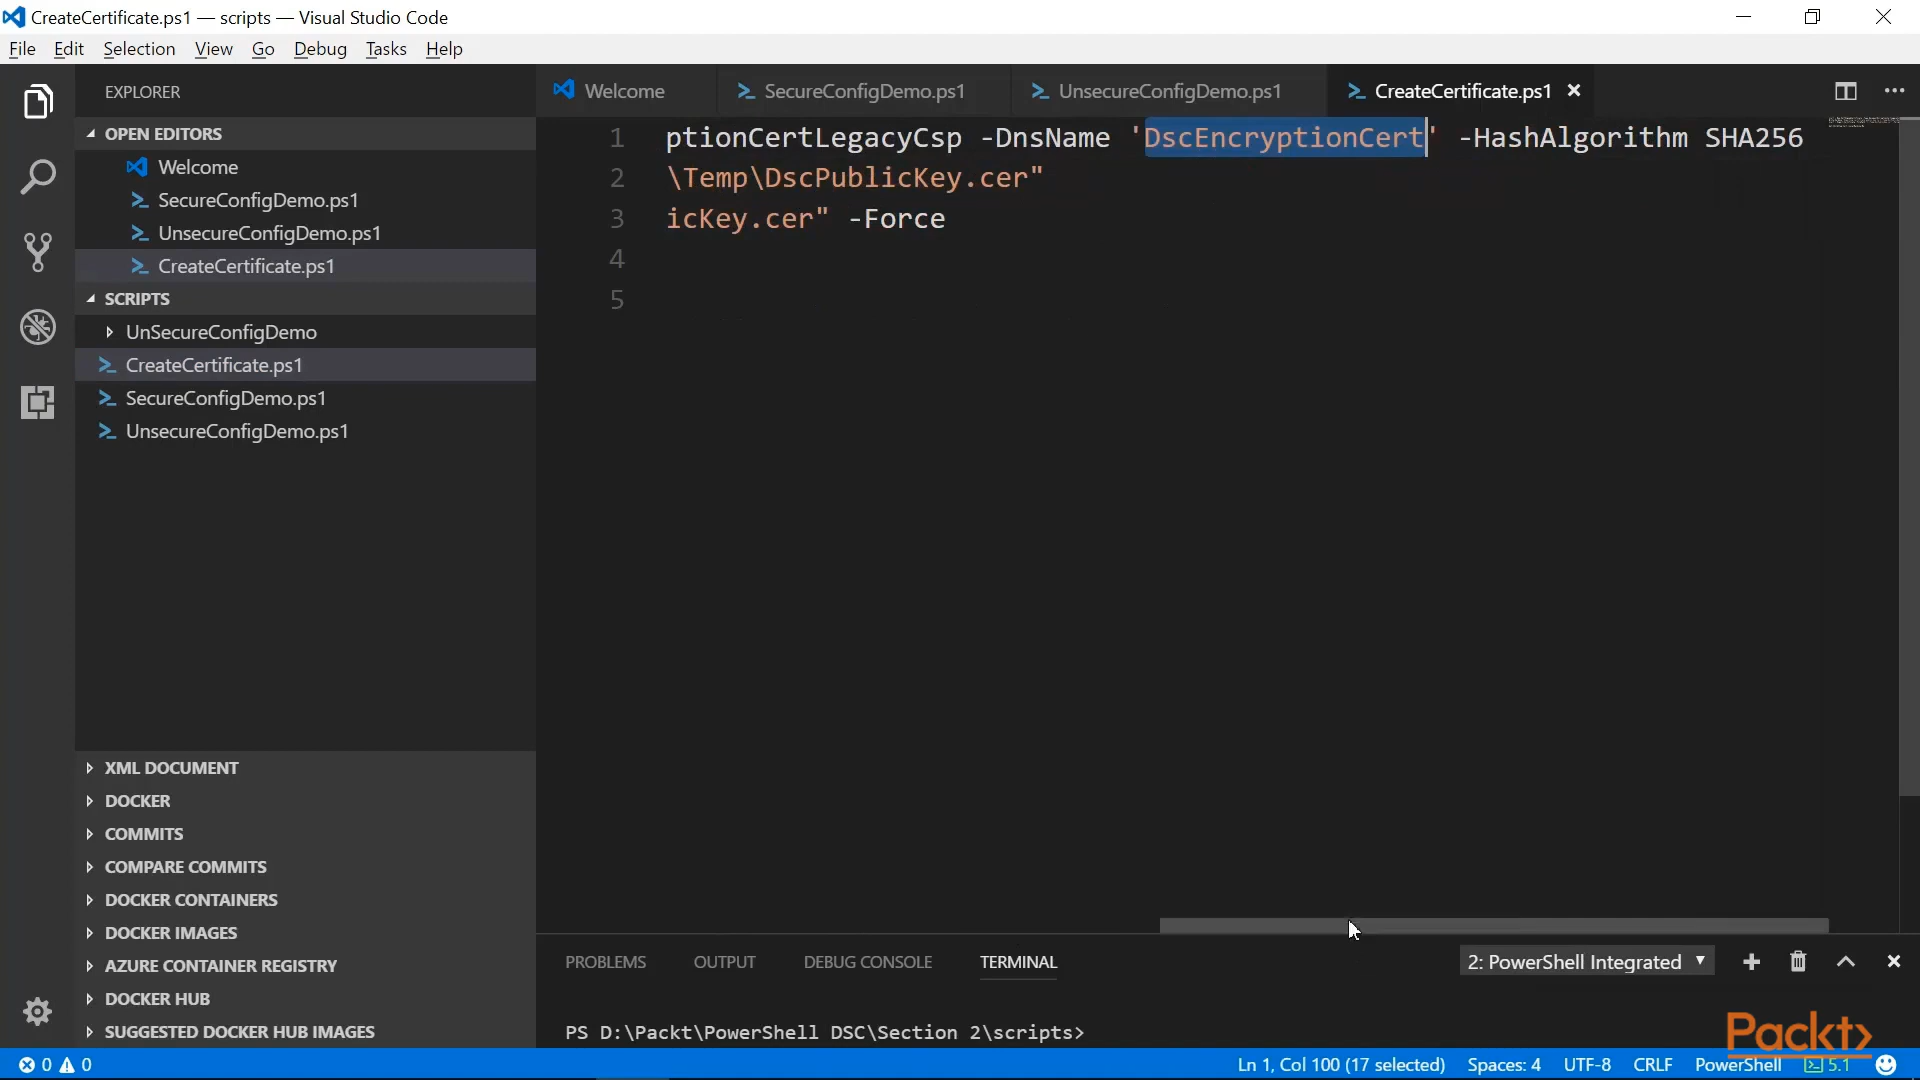 CreateCertificate.ps1 — scripts — Visual Studio Code
File Edit Selection View Go Debug Tasks Help
EXPLORER
OPEN EDITORS
Welcome
SecureConfigDemo.ps1
UnsecureConfigDemo.ps1
CreateCertificate.ps1
SCRIPTS
UnSecureConfigDemo
CreateCertificate.ps1
SecureConfigDemo.ps1
UnsecureConfigDemo.ps1
XML DOCUMENT
DOCKER
COMMITS
COMPARE COMMITS
DOCKER CONTAINERS
DOCKER IMAGES
AZURE CONTAINER REGISTRY
DOCKER HUB
SUGGESTED DOCKER HUB IMAGES
Welcome SecureConfigDemo.ps1 UnsecureConfigDemo.ps1 CreateCertificate.ps1
1 ptionCertLegacyCsp -DnsName 'DscEncryptionCert' -HashAlgorithm SHA256
2 \Temp\DscPublicKey.cer"
3 icKey.cer" -Force
4
5
PROBLEMS OUTPUT DEBUG CONSOLE TERMINAL 2: PowerShell Integrated
PS D:\Packt\PowerShell DSC\Section 2\scripts>
Packt>
0 0 Ln 1, Col 100 (17 selected) Spaces: 4 UTF-8 CRLF PowerShell 5.1